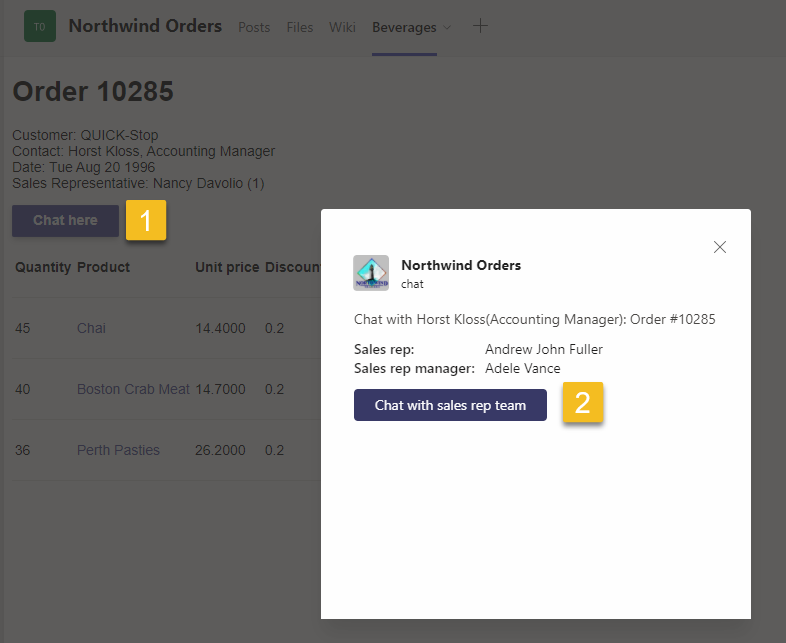 T0 Northwind Orders Posts Files Wiki Beverages
Order 10285
Customer: QUICK-Stop
Contact: Horst Kloss, Accounting Manager
Date: Tue Aug 20 1996
Sales Representative: Nancy Davolio (1)
Chat here 1
Quantity Product Unit price Discoun
45 Chai 14.4000 0.2
40 Boston Crab Meat 14.7000 0.2
36 Perth Pasties 26.2000 0.2
Northwind Orders
chat
Chat with Horst Kloss(Accounting Manager): Order #10285
Sales rep: Andrew John Fuller
Sales rep manager: Adele Vance
Chat with sales rep team 2